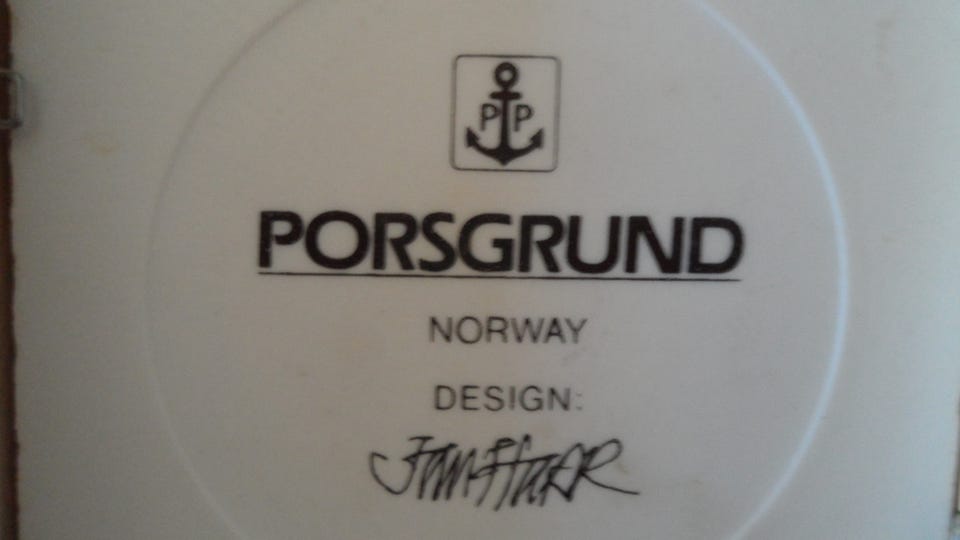 P P
PORSGRUND
NORWAY
DESIGN: